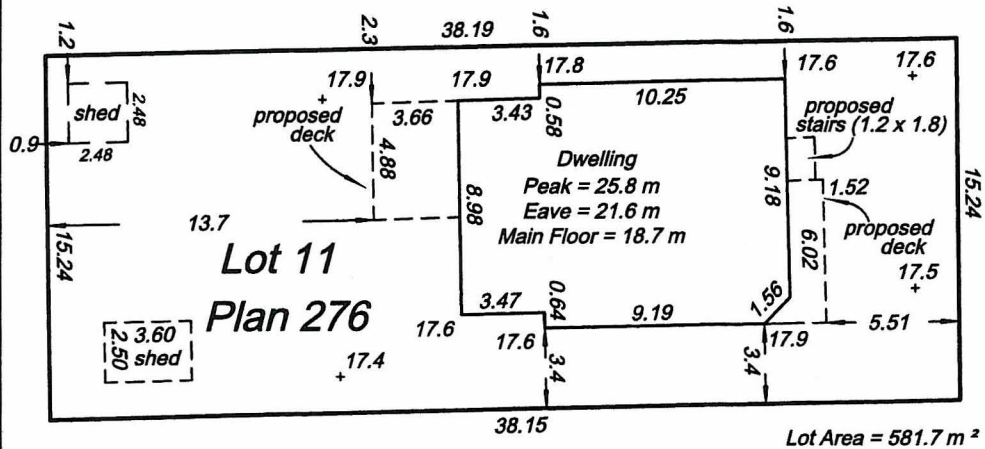 1.2
2.3
38.19
1.6
1.6
17.9
17.9
17.8
17.6
17.6
shed
2.48
2.48
0.9
proposed
deck
3.66
4.88
3.43
0.58
10.25
proposed
stairs (1.2 x 1.8)
Dwelling
Peak = 25.8 m
Eave = 21.6 m
Main Floor = 18.7 m
8.98
9.18
1.52
6.02
proposed
deck
15.24
15.24
13.7
Lot 11
Plan 276
17.5
3.47
0.64
9.19
1.56
5.51
2.50
3.60
shed
17.6
17.6
17.9
17.4
3.4
3.4
38.15
Lot Area = 581.7 m ²